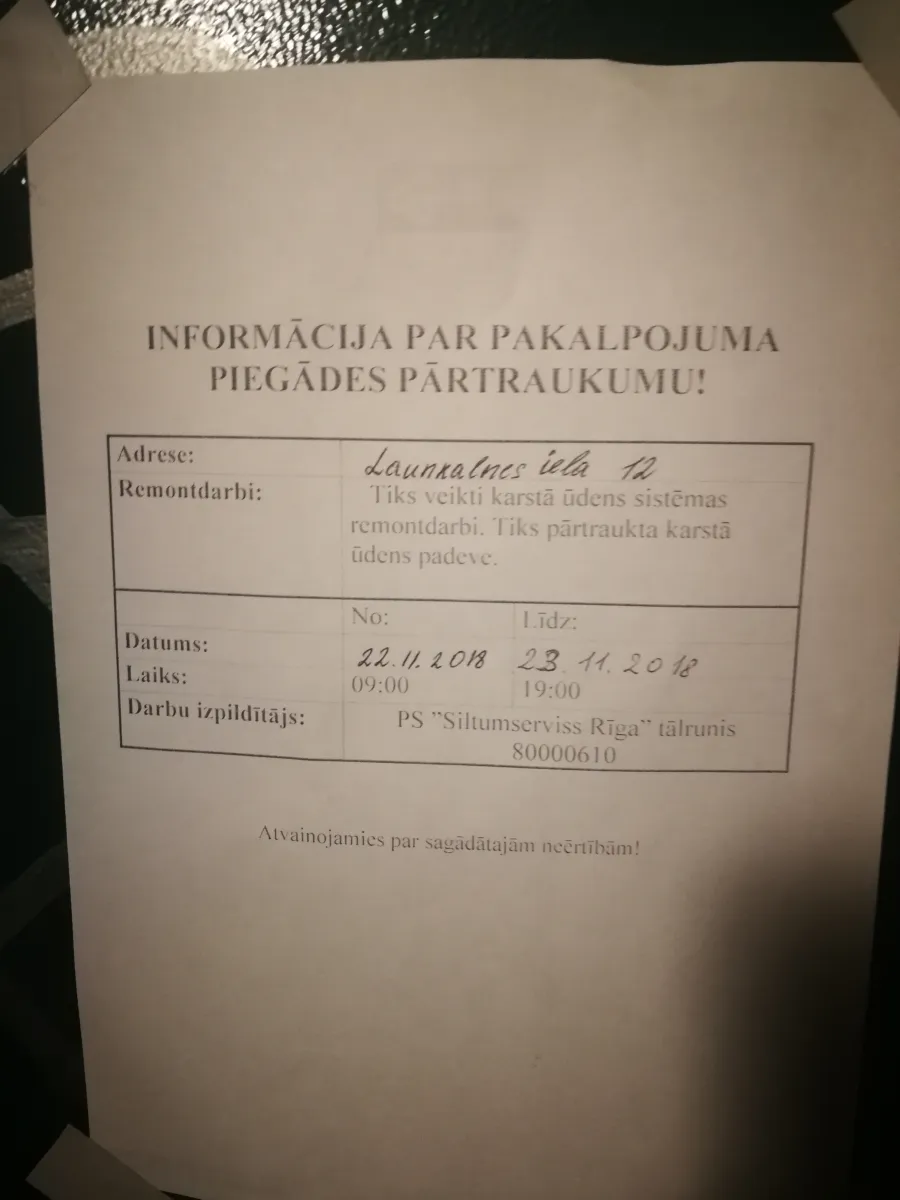 INFORMĀCIJA PAR PAKALPOJUMA
PIEGĀDES PĀRTRAUKUMU!
Adrese: Launkalnes iela 12
Remontdarbi: Tiks veikti karstā ūdens sistēmas
remontdarbi. Tiks pārtraukta karstā
ūdens padeve.
No: Līdz:
Datums: 22.11.2018 23.11.2018
Laiks: 09:00 19:00
Darbu izpildītājs: PS ”Siltumserviss Rīga” tālrunis
80000610
Atvainojamies par sagādātajām neērtībām!